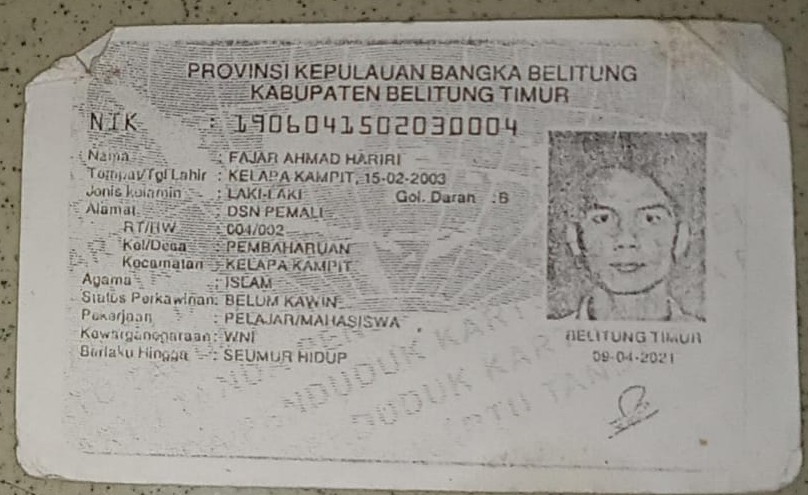 PROVINSI KEPULAUAN BANGKA BELITUNG
KABUPATEN BELITUNG TIMUR
NIK : 1906041502030004
Nama : FAJAR AHMAD HARIRI
Tempat/Tgl Lahir : KELAPA KAMPIT, 15-02-2003
Jenis kelamin : LAKI-LAKI Gol. Darah :B
Alamat : DSN PEMALI
RT/RW : 004/002
Kel/Desa : PEMBAHARUAN
Kecamatan : KELAPA KAMPIT
Agama : ISLAM
Status Perkawinan: BELUM KAWIN
Pekerjaan : PELAJAR/MAHASISWA
Kewarganegaraan: WNI
Berlaku Hingga : SEUMUR HIDUP
BELITUNG TIMUR
09-04-2021